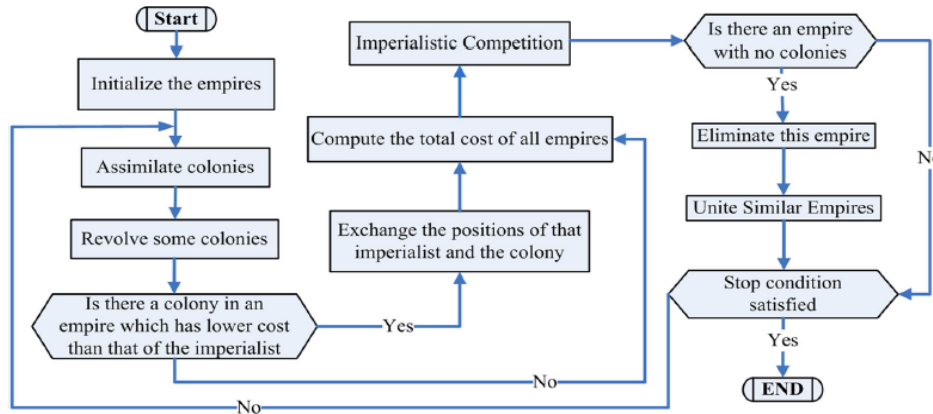 Start
Initialize the empires
Assimilate colonies
Revolve some colonies
Is there a colony in an
empire which has lower cost
than that of the imperialist
Yes
No
No
Exchange the positions of that
imperialist and the colony
Compute the total cost of all empires
Imperialistic Competition
Is there an empire
with no colonies
Yes
Eliminate this empire
Unite Similar Empires
Stop condition
satisfied
Yes
END